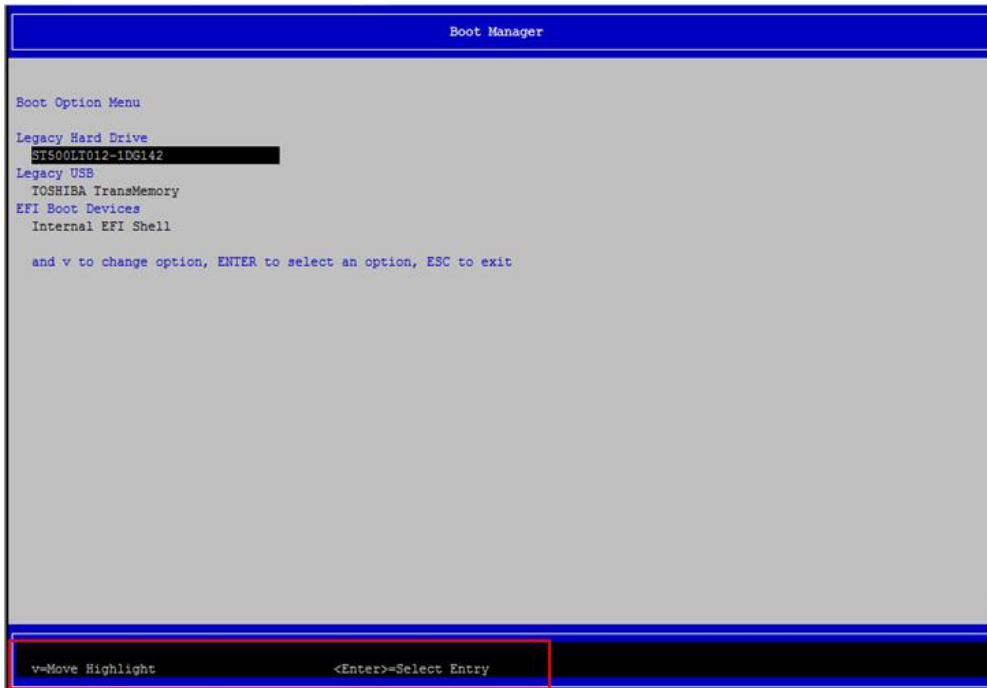 Boot Manager
Boot Option Menu
Legacy Hard Drive
ST500LT012-1DG142
Legacy USB
TOSHIBA TransMemory
EFI Boot Devices
Internal EFI Shell
and v to change option, ENTER to select an option, ESC to exit
v=Move Highlight <Enter>=Select Entry